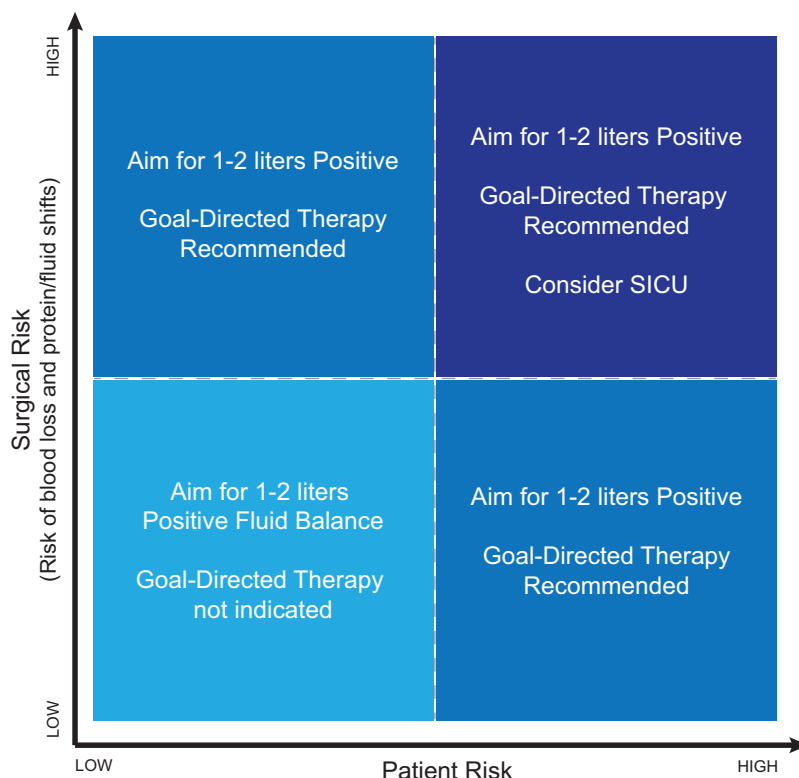 HIGH
Aim for 1-2 liters Positive
Goal-Directed Therapy
Recommended
Aim for 1-2 liters Positive
Goal-Directed Therapy
Recommended
Consider SICU
Surgical Risk
(Risk of blood loss and protein/fluid shifts)
Aim for 1-2 liters
Positive Fluid Balance
Goal-Directed Therapy
not indicated
Aim for 1-2 liters Positive
Goal-Directed Therapy
Recommended
LOW
LOW
Patient Risk
HIGH